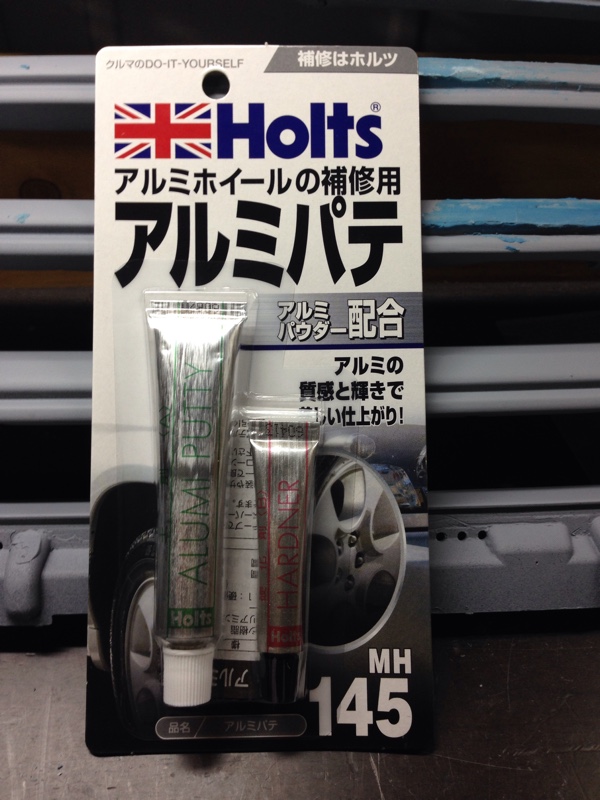 クルマのDO-IT-YOURSELF
補修はホルツ
Holts®
アルミホイールの補修用
アルミパテ
アルミ
パウダー配合
アルミの
質感と輝きで
しい仕上がり!
ALUMI PUTTY
Holts
HARDNER
Holts
MH
145
品名 アルミパテ